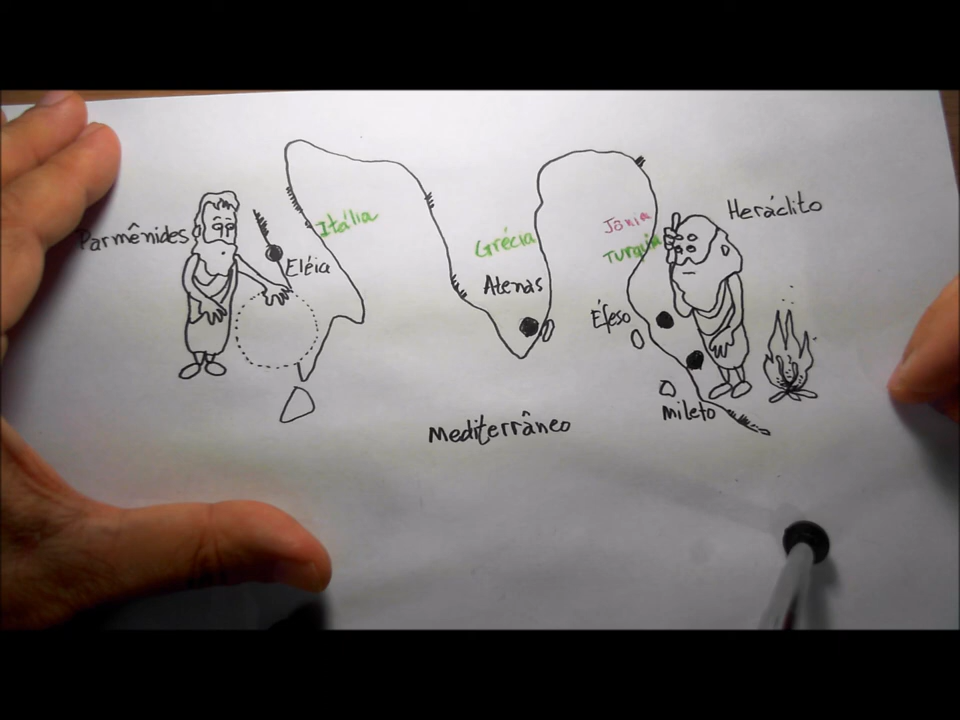 Parmênides
Eléia
Itália
Grécia
Atenas
Jônia
Turquia
Heráclito
Éfeso
mileto
mediterrâneo